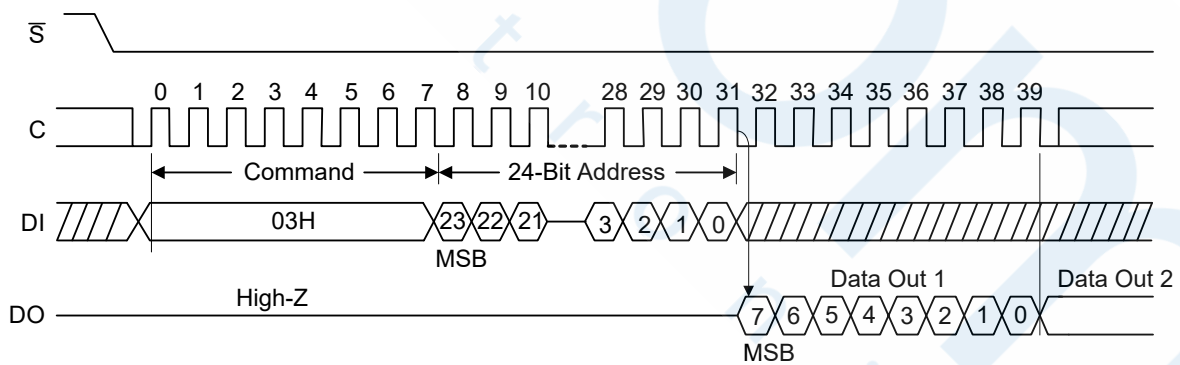 S
0 1 2 3 4 5 6 7 8 9 10 28 29 30 31 32 33 34 35 36 37 38 39
C
Command 24-Bit Address
DI 03H 23 22 21 3 2 1 0
MSB
Data Out 1 Data Out 2
High-Z
DO 7 6 5 4 3 2 1 0
MSB